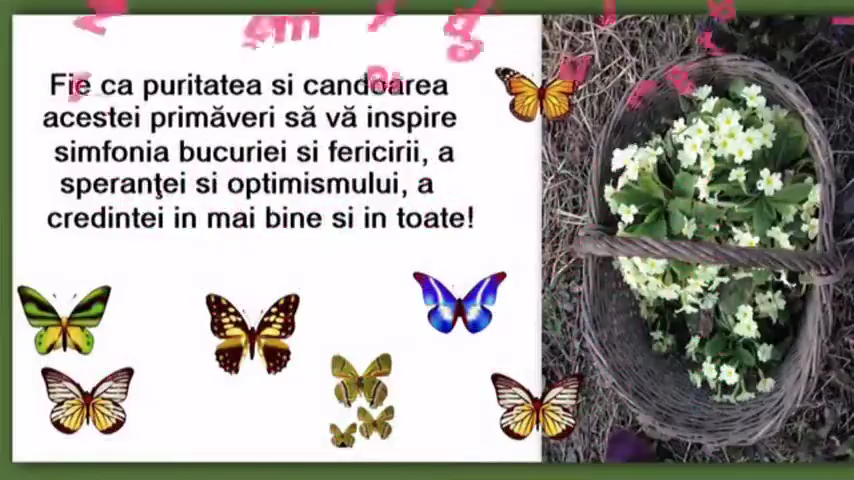 Fie ca puritatea si candoarea
acestei primăveri să vă inspire
simfonia bucuriei si fericirii, a
speranţei si optimismului, a
credintei in mai bine si in toate!